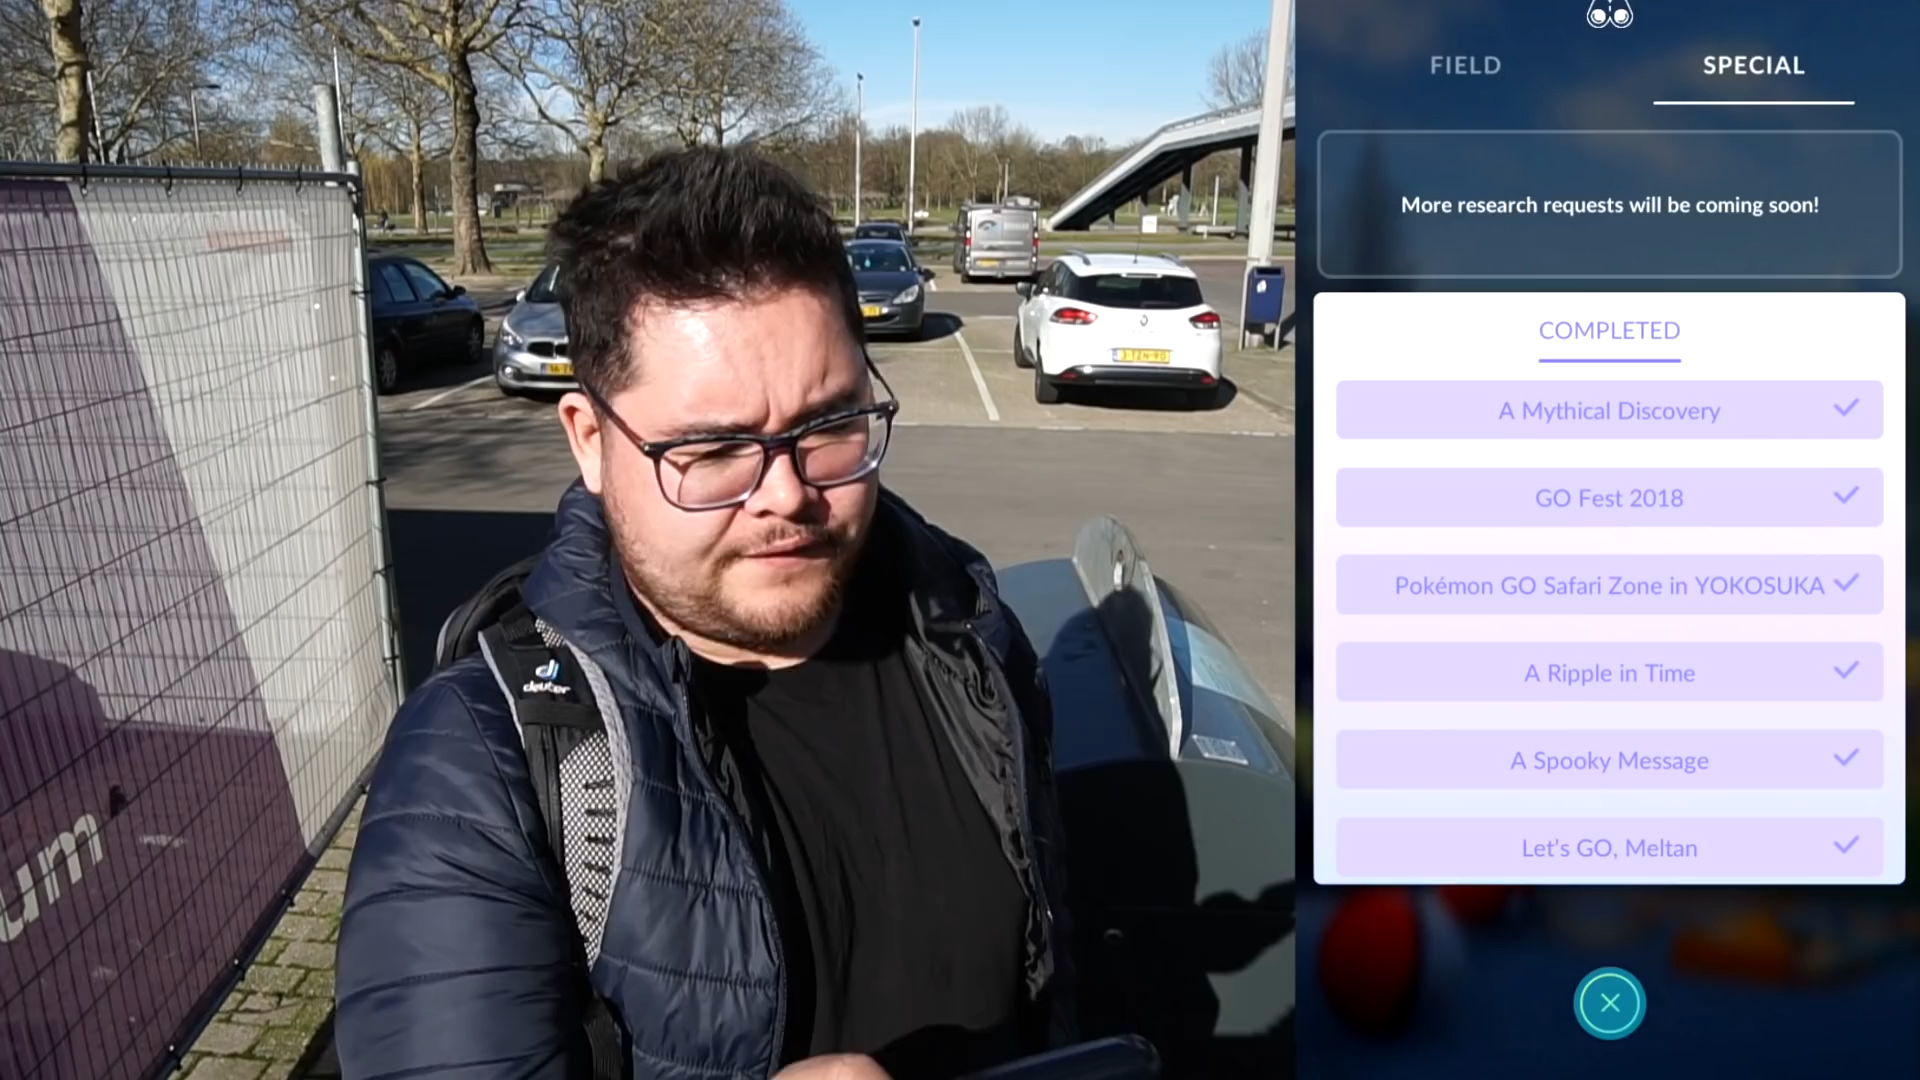 FIELD
SPECIAL
More research requests will be coming soon!
COMPLETED
A Mythical Discovery
GO Fest 2018
Pokémon GO Safari Zone in YOKOSUKA
A Ripple in Time
A Spooky Message
Let's GO, Meltan
deuter
um